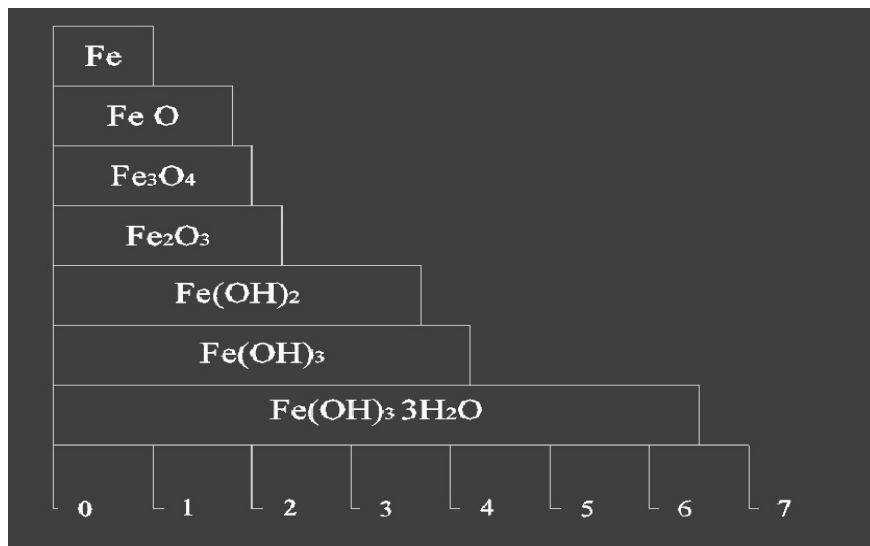 Fe
Fe O
Fe₃O₄
Fe₂O₃
Fe(OH)₂
Fe(OH)₃
Fe(OH)₃ 3H₂O
0 1 2 3 4 5 6 7